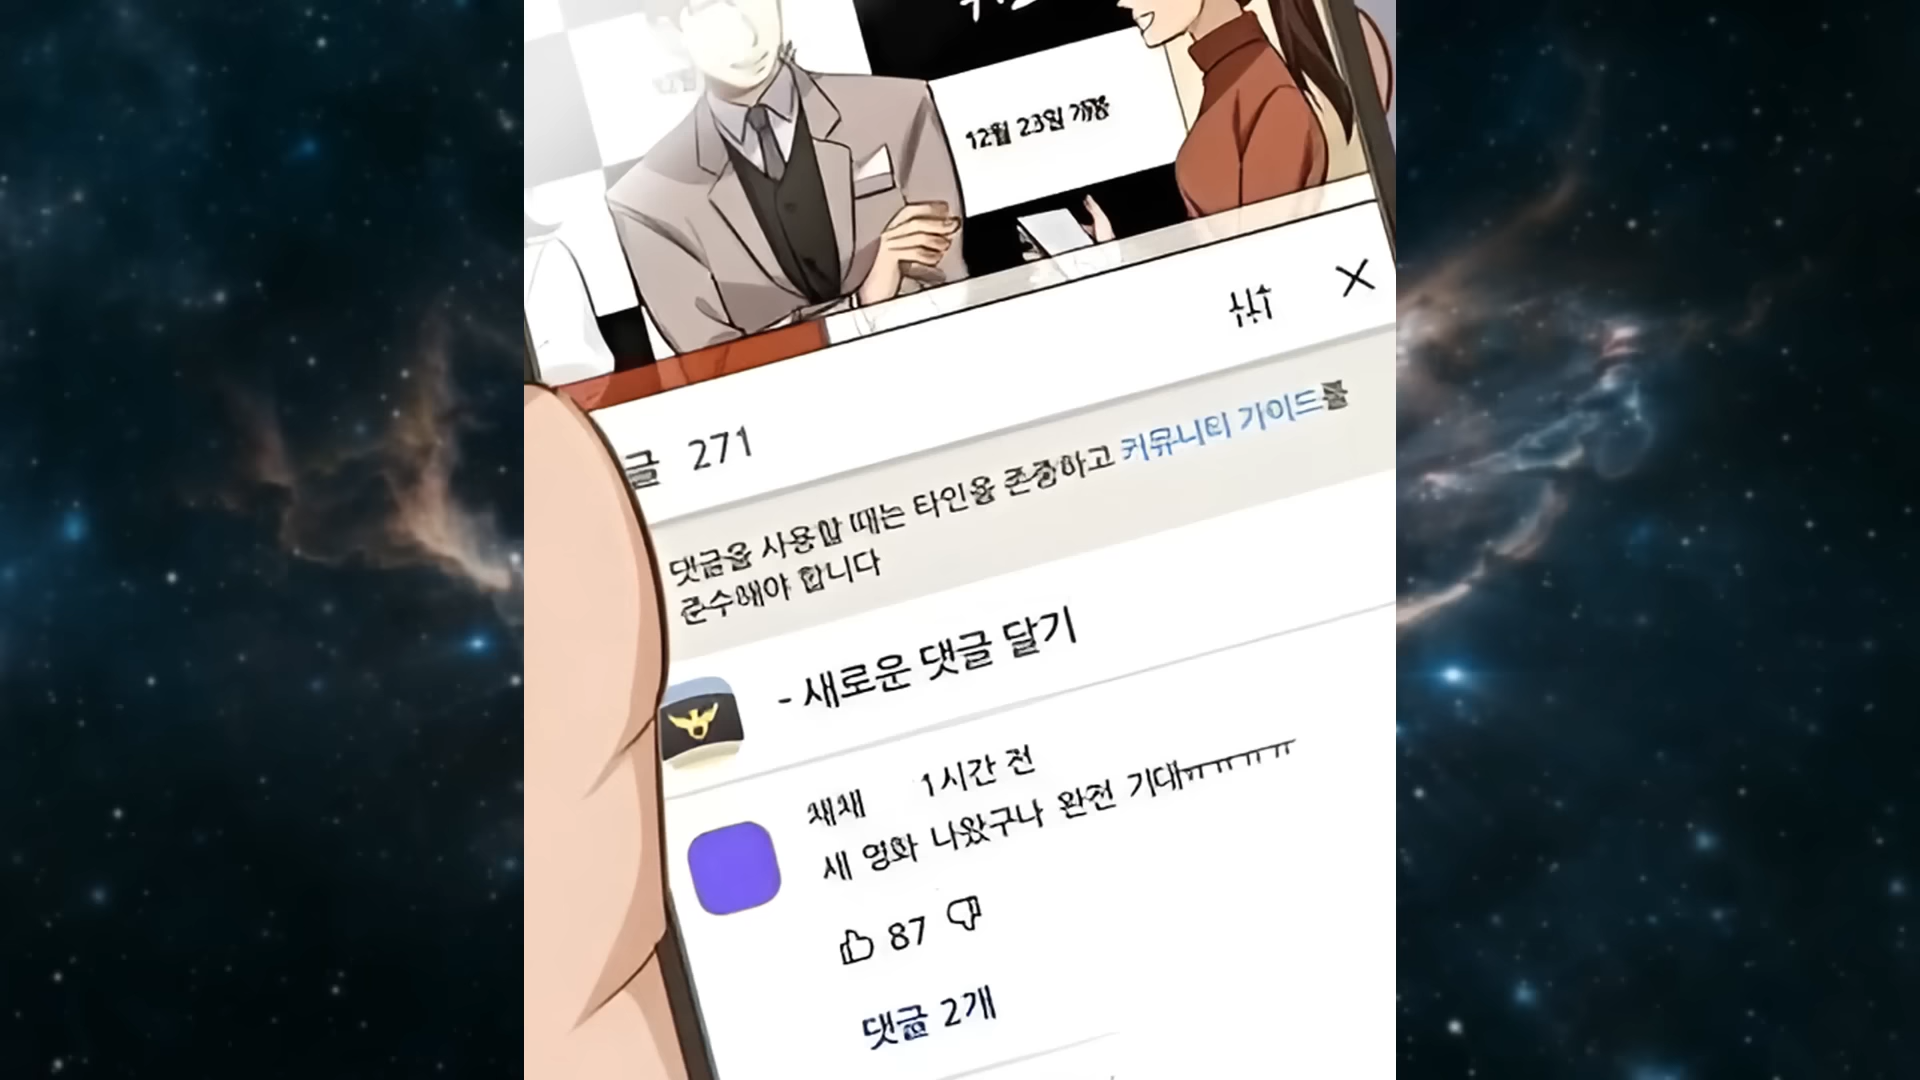 12월 23일 개봉
글 271
댓글을 사용할 때는 타인을 존중하고 커뮤니티 가이드를
준수해야 합니다
- 새로운 댓글 달기
채채 1시간 전
새 영화 나왔구나 완전 기대ㅠㅠㅠㅠㅠ
87
댓글 2개